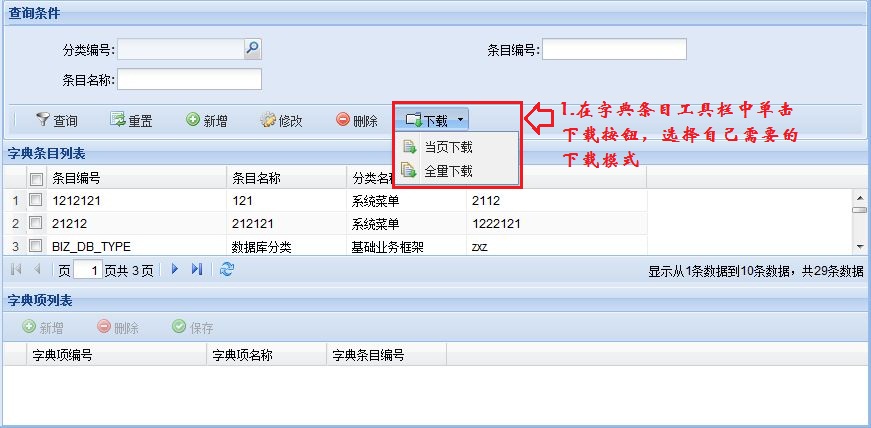 查询条件
分类编号:
条目编号:
条目名称:
查询 重置 新增 修改 删除 下载
当页下载
全量下载
1.在字典条目工具栏中单击
下载按钮，选择自己需要的
下载模式
字典条目列表
条目编号 条目名称 分类名
1 1212121 121 系统菜单 2112
2 21212 212121 系统菜单 1222121
3 BIZ_DB_TYPE 数据库分类 基础业务框架 zxz
页 1 页共 3 页 显示从1条数据到10条数据，共29条数据
字典项列表
新增 删除 保存
字典项编号 字典项名称 字典条目编号